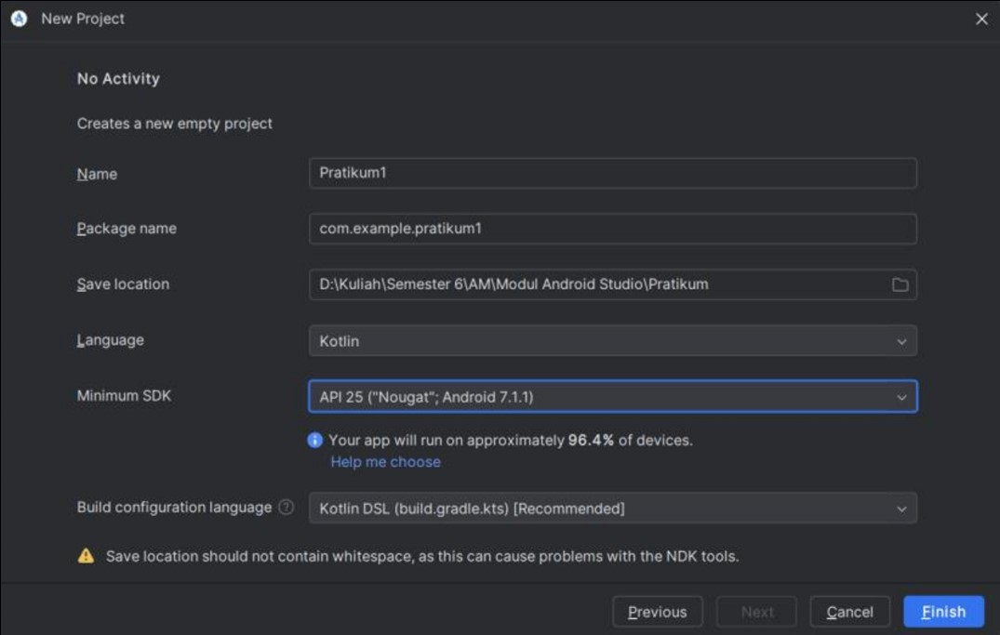 New Project
No Activity
Creates a new empty project
Name
Pratikum1
Package name
com.example.pratikum1
Save location
D:\Kuliah\Semester 6\AM\Modul Android Studio\Pratikum
Language
Kotlin
Minimum SDK
API 25 ("Nougat"; Android 7.1.1)
Your app will run on approximately 96.4% of devices.
Help me choose
Build configuration language
Kotlin DSL (build.gradle.kts) [Recommended]
Save location should not contain whitespace, as this can cause problems with the NDK tools.
Previous
Next
Cancel
Finish